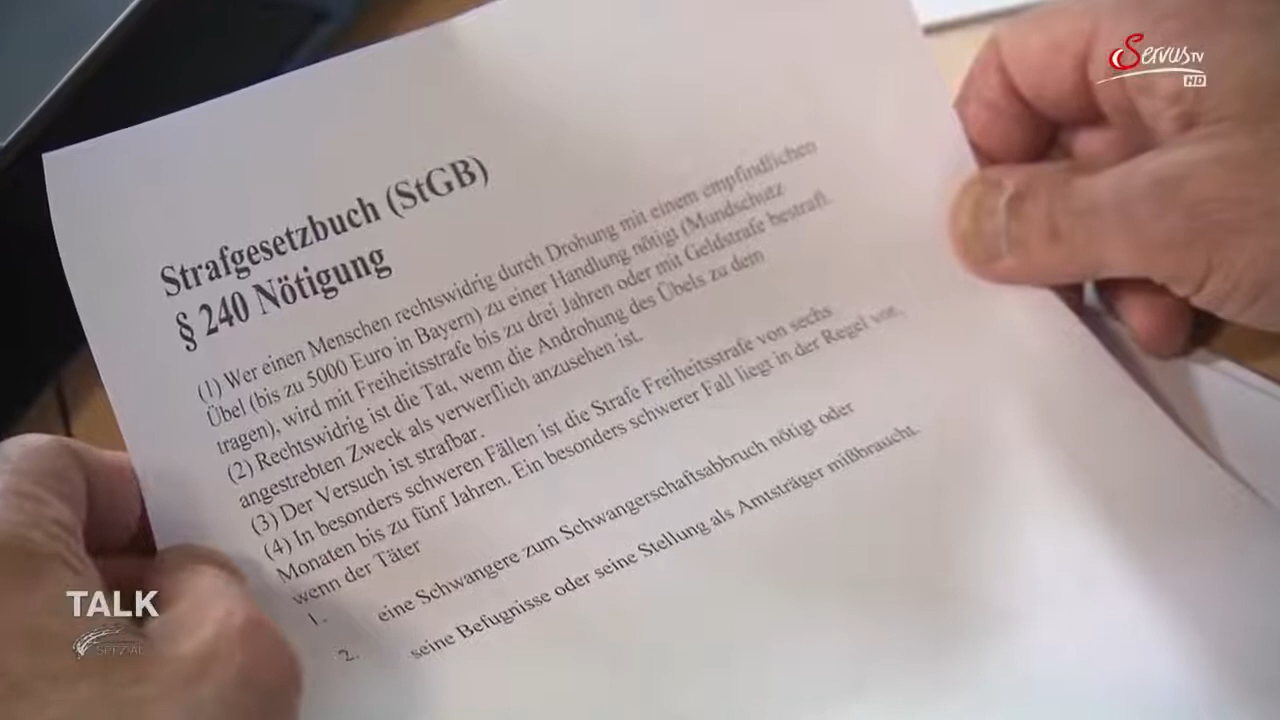 ServusTV
HD
Strafgesetzbuch (StGB)
§ 240 Nötigung
(1) Wer einen Menschen rechtswidrig durch Drohung mit einem empfindlichen
Übel (bis zu 5000 Euro in Bayern) zu einer Handlung nötigt (Mundschutz
tragen), wird mit Freiheitsstrafe bis zu drei Jahren oder mit Geldstrafe bestraft.
(2) Rechtswidrig ist die Tat, wenn die Androhung des Übels zu dem
angestrebten Zweck als verwerflich anzusehen ist.
(3) Der Versuch ist strafbar.
(4) In besonders schweren Fällen ist die Strafe Freiheitsstrafe von sechs
Monaten bis zu fünf Jahren. Ein besonders schwerer Fall liegt in der Regel vor,
wenn der Täter
1. eine Schwangere zum Schwangerschaftsabbruch nötigt oder
2. seine Befugnisse oder seine Stellung als Amtsträger mißbraucht.
TALK
SPEZIAL